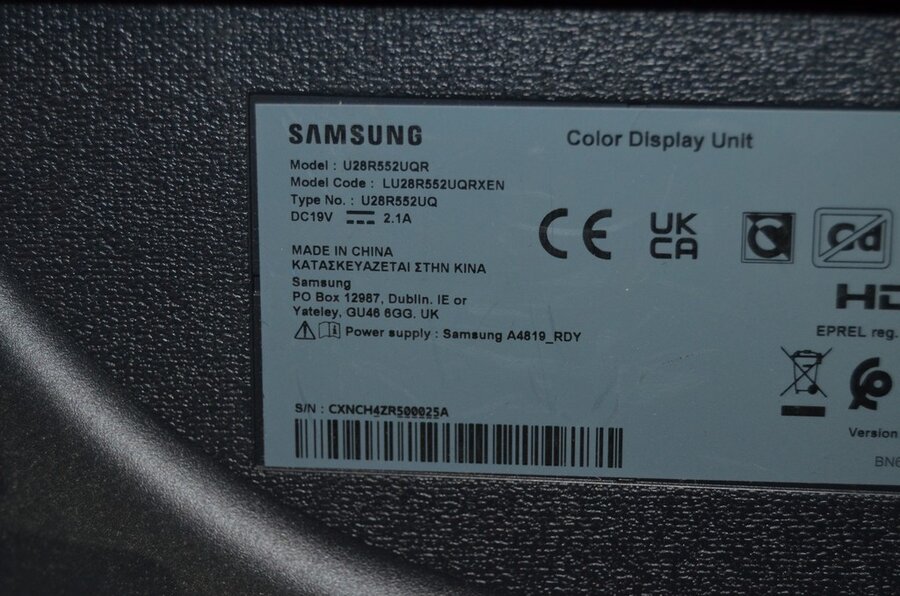 SAMSUNG
Color Display Unit
Model : U28R552UQR
Model Code : LU28R552UQRXEN
Type No. : U28R552UQ
DC19V 2.1A
CE
UK
CA
Cd
MADE IN CHINA
ΚΑΤΑΣΚΕΥΑΖΕΤΑΙ ΣΤΗΝ ΚΙΝΑ
Samsung
PO Box 12987, Dublin. IE or
Yateley, GU46 6GG. UK
Power supply : Samsung A4819_RDY
HD
EPREL reg.
S/N : CXNCH4ZR500025A
Version
BN6